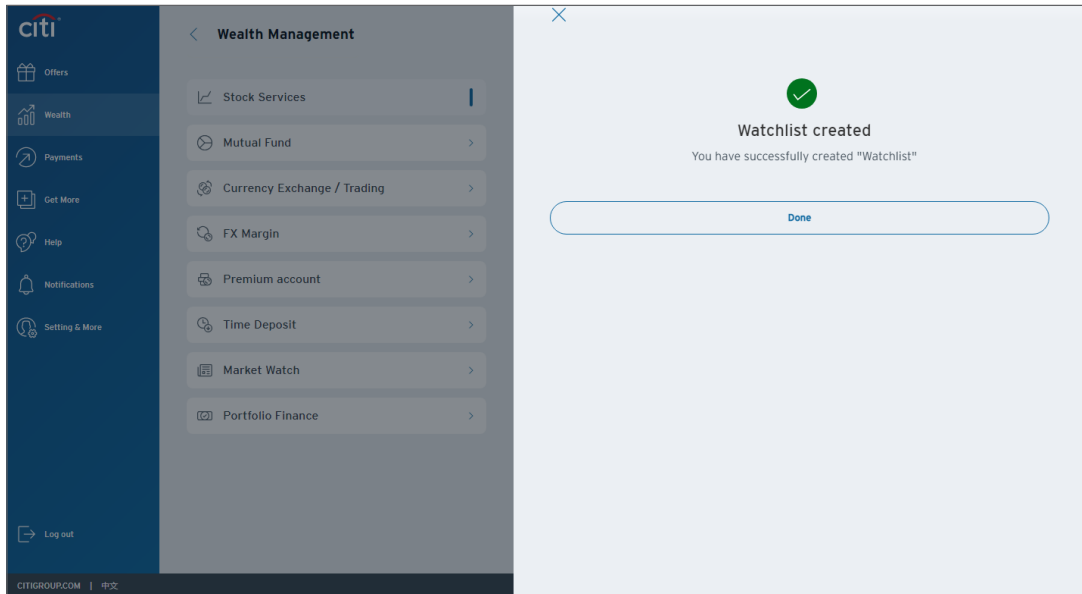 citi
Offers
Wealth
Payments
Get More
Help
Notifications
Setting & More
Log out
CITIGROUP.COM | 中文
Wealth Management
Stock Services
Mutual Fund
Currency Exchange / Trading
FX Margin
Premium account
Time Deposit
Market Watch
Portfolio Finance
Watchlist created
You have successfully created "Watchlist"
Done